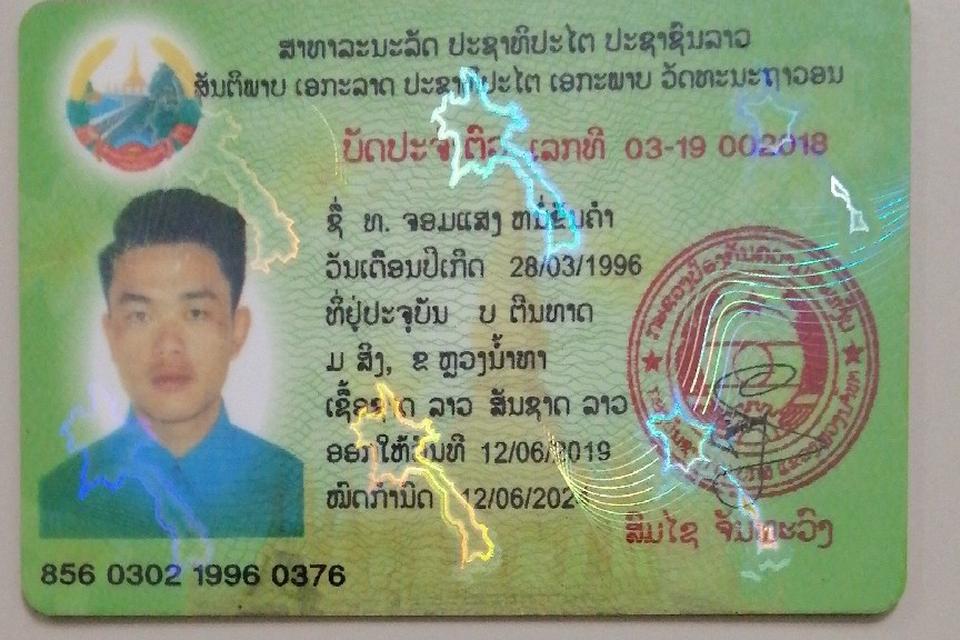 ສາທາລະນະລັດ ປະຊາທິປະໄຕ ປະຊາຊົນລາວ
ສັນຕິພາບ ເອກະລາດ ປະຊາທິປະໄຕ ເອກະພາບ ວັດທະນະຖາວອນ
ບັດປະຈຳຕົວ ເລກທີ 03-19 002018
ຊື່ ທ. ຈອມແສງ ຫມື່ຂັນຄຳ
ວັນເດືອນປີເກີດ 28/03/1996
ທີ່ຢູ່ປະຈຸບັນ ບ ຕີນທາດ
ມ ສິງ, ຂ ຫຼວງນ້ຳທາ
ເຊື້ອຊາດ ລາວ ສັນຊາດ ລາວ
ອອກໃຫ້ວັນທີ 12/06/2019
ໝົດກຳນົດ
ສົມໄຊ ຈັນທະວົງ
856 0302 1996 0376